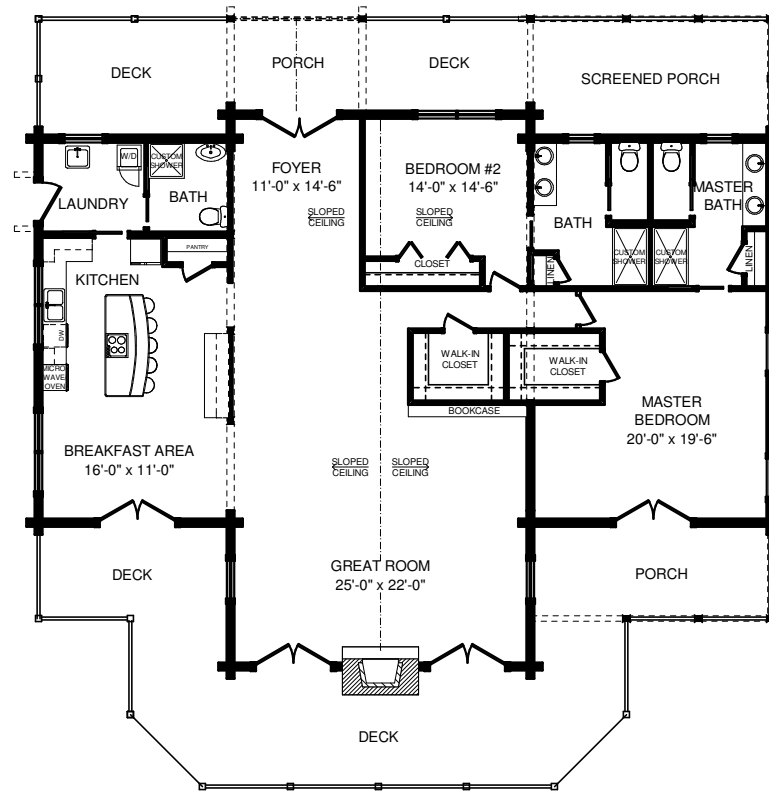 DECK
PORCH
DECK
SCREENED PORCH
W/D
CUSTOM
SHOWER
LAUNDRY
BATH
FOYER
11'-0" x 14'-6"
SLOPED
CEILING
BEDROOM #2
14'-0" x 14'-6"
SLOPED
CEILING
BATH
MASTER
BATH
PANTRY
CLOSET
LINEN
CUSTOM
SHOWER
CUSTOM
SHOWER
LINEN
KITCHEN
DW
MICRO
WAVE
OVEN
WALK-IN
CLOSET
WALK-IN
CLOSET
BOOKCASE
MASTER
BEDROOM
20'-0" x 19'-6"
BREAKFAST AREA
16'-0" x 11'-0"
SLOPED
CEILING
SLOPED
CEILING
DECK
GREAT ROOM
25'-0" x 22'-0"
PORCH
DECK